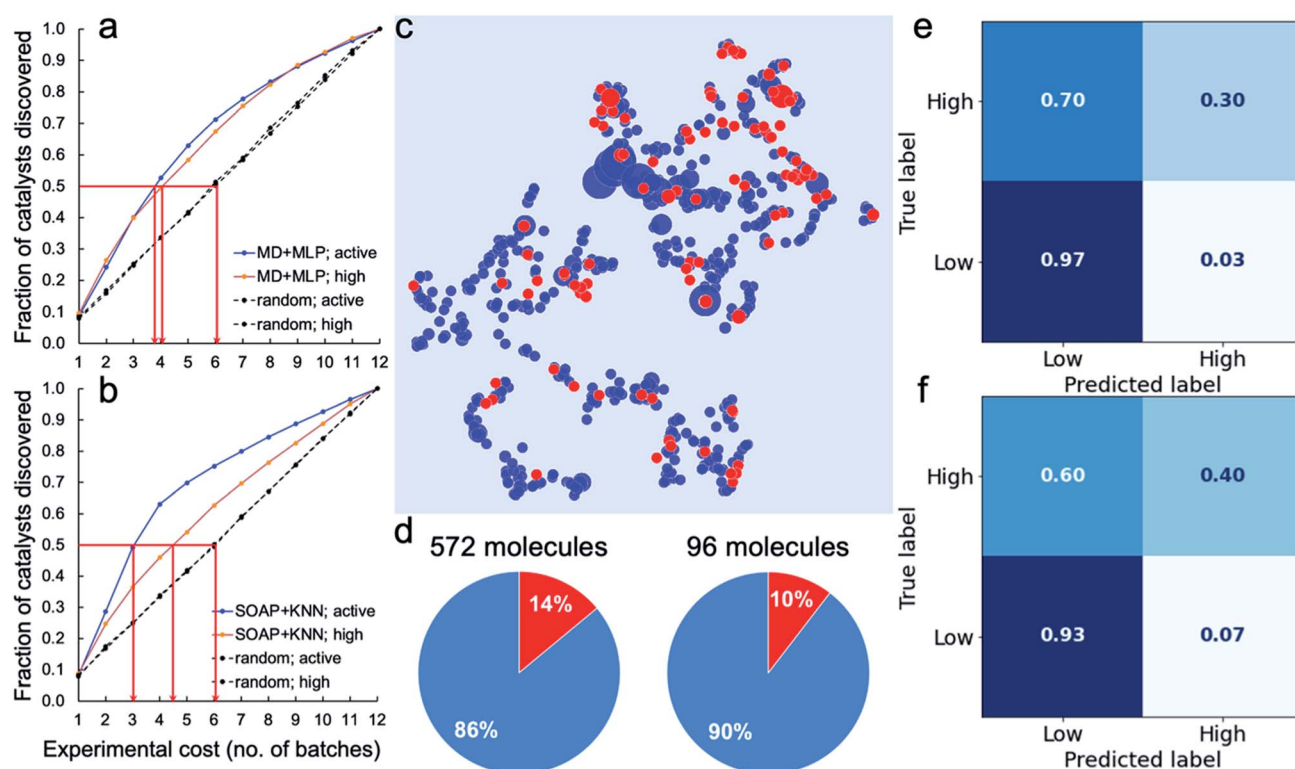 a
Fraction of catalysts discovered
1.0
0.9
0.8
0.7
0.6
0.5
0.4
0.3
0.2
0.1
0.0
MD+MLP; active
MD+MLP; high
random; active
random; high
1 2 3 4 5 6 7 8 9 10 11 12
b
Fraction of catalysts discovered
1.0
0.9
0.8
0.7
0.6
0.5
0.4
0.3
0.2
0.1
0.0
SOAP+KNN; active
SOAP+KNN; high
random; active
random; high
1 2 3 4 5 6 7 8 9 10 11 12
Experimental cost (no. of batches)
c
d
572 molecules
14%
86%
96 molecules
10%
90%
e
True label
High
0.70 0.30
Low
0.97 0.03
Low High
Predicted label
f
True label
High
0.60 0.40
Low
0.93 0.07
Low High
Predicted label